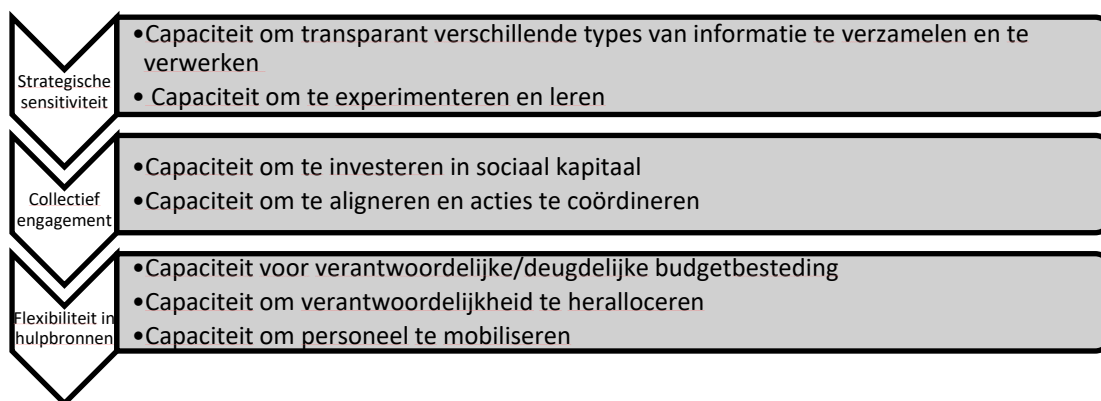 Strategische
sensitiviteit
•Capaciteit om transparant verschillende types van informatie te verzamelen en te
verwerken
• Capaciteit om te experimenteren en leren
Collectief
engagement
•Capaciteit om te investeren in sociaal kapitaal
•Capaciteit om te aligneren en acties te coördineren
Flexibiliteit in
hulpbronnen
•Capaciteit voor verantwoordelijke/deugdelijke budgetbesteding
•Capaciteit om verantwoordelijkheid te heralloceren
•Capaciteit om personeel te mobiliseren